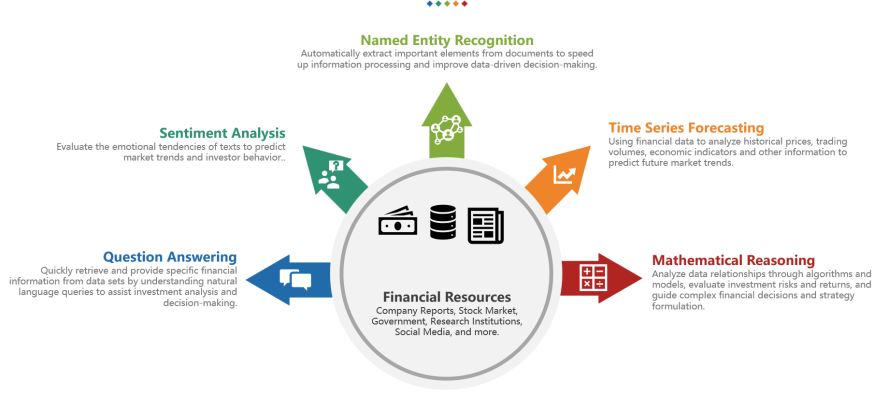 Named Entity Recognition
Automatically extract important elements from documents to speed
up information processing and improve data-driven decision-making.
Sentiment Analysis
Evaluate the emotional tendencies of texts to predict
market trends and investor behavior..
Time Series Forecasting
Using financial data to analyze historical prices, trading
volumes, economic indicators and other information to
predict future market trends.
Question Answering
Quickly retrieve and provide specific financial
information from data sets by understanding natural
language queries to assist investment analysis and
decision-making.
Mathematical Reasoning
Analyze data relationships through algorithms and
models, evaluate investment risks and returns, and
guide complex financial decisions and strategy
formulation.
Financial Resources
Company Reports, Stock Market,
Government, Research Institutions,
Social Media, and more.